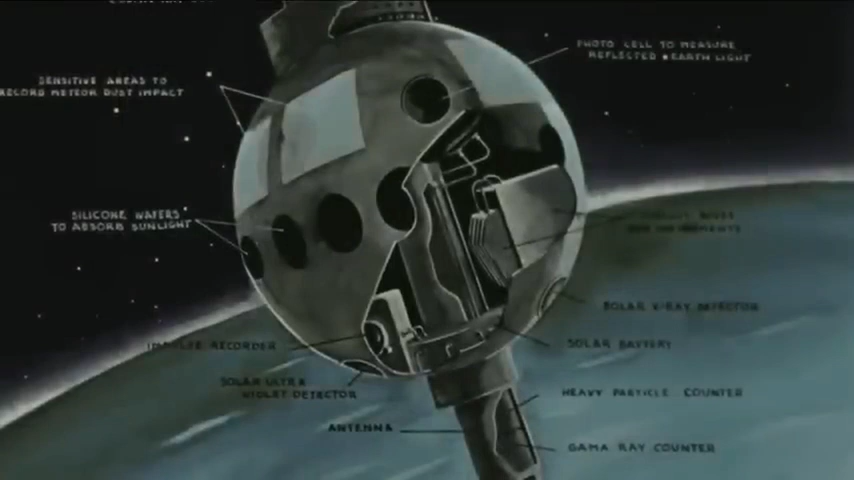 SENSITIVE AREAS TO
RECORD METEOR DUST IMPACT
PHOTO CELL TO MEASURE
REFLECTED EARTH LIGHT
SILICONE WAFERS
TO ABSORB SUNLIGHT
SOLAR X-RAY DETECTOR
IMPULSE RECORDER
SOLAR BATTERY
SOLAR ULTRA
VIOLET DETECTOR
HEAVY PARTICLE COUNTER
ANTENNA
GAMA RAY COUNTER